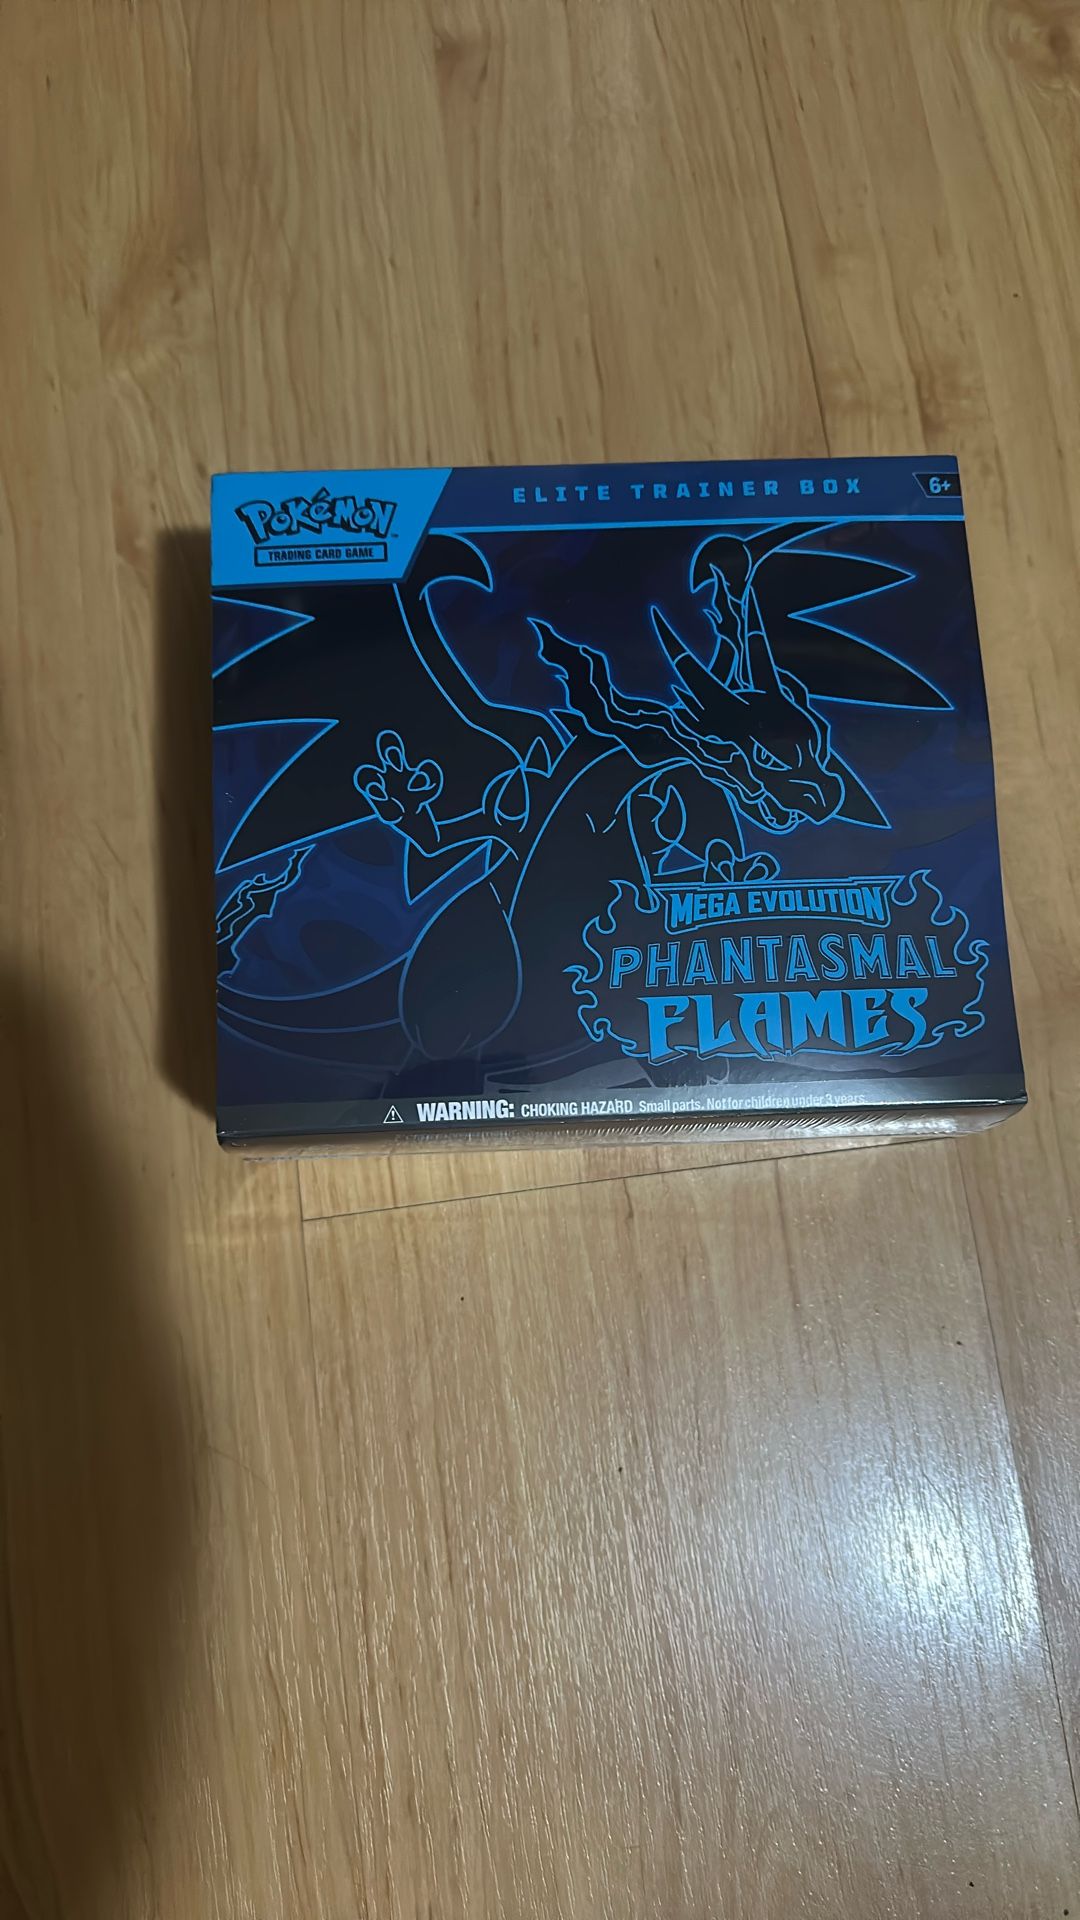 POKéMON
TRADING CARD GAME
ELITE TRAINER BOX
6+
MEGA EVOLUTION
PHANTASMAL
FLAMES
WARNING: CHOKING HAZARD Small parts. Not for children under 3 years.